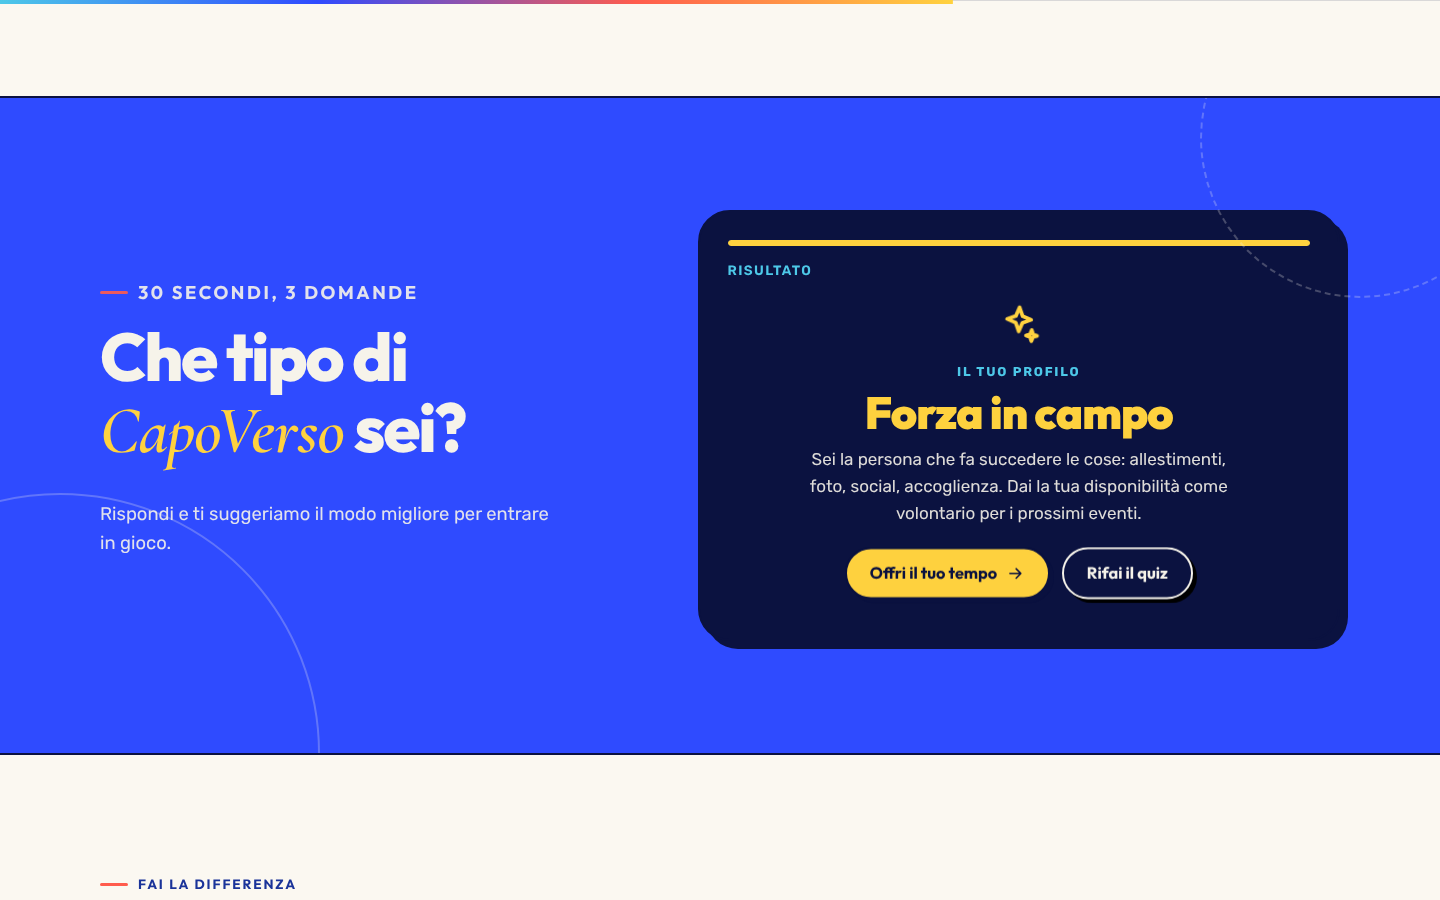 30 SECONDI, 3 DOMANDE
Che tipo di
CapoVerso sei?
Rispondi e ti suggeriamo il modo migliore per entrare
in gioco.
RISULTATO
IL TUO PROFILO
Forza in campo
Sei la persona che fa succedere le cose: allestimenti,
foto, social, accoglienza. Dai la tua disponibilità come
volontario per i prossimi eventi.
Offri il tuo tempo →
Rifai il quiz
FAI LA DIFFERENZA